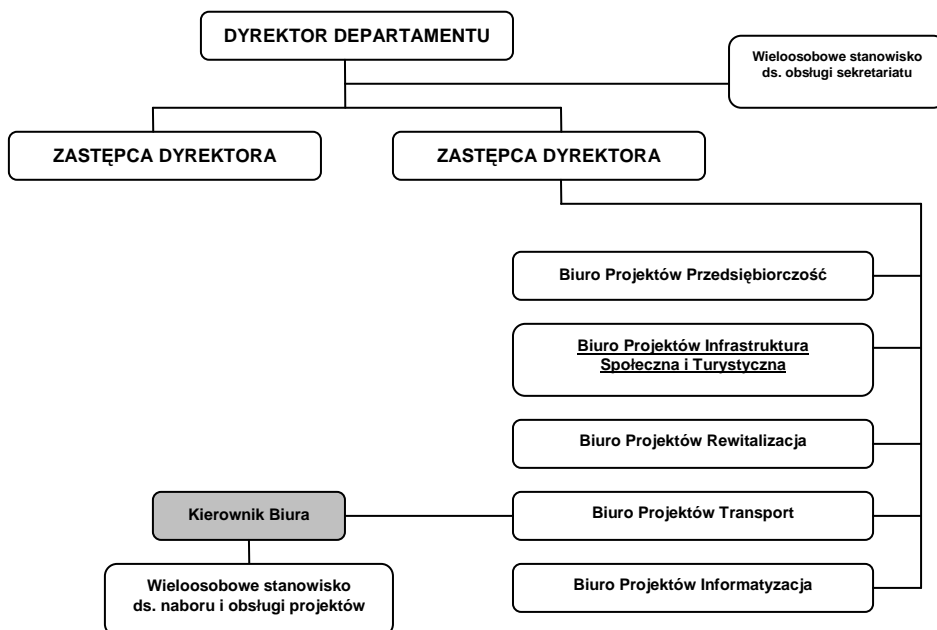 DYREKTOR DEPARTAMENTU
Wieloosobowe stanowisko
ds. obsługi sekretariatu
ZASTĘPCA DYREKTORA
ZASTĘPCA DYREKTORA
Biuro Projektów Przedsiębiorczość
Biuro Projektów Infrastruktura
Społeczna i Turystyczna
Biuro Projektów Rewitalizacja
Kierownik Biura
Biuro Projektów Transport
Wieloosobowe stanowisko
ds. naboru i obsługi projektów
Biuro Projektów Informatyzacja